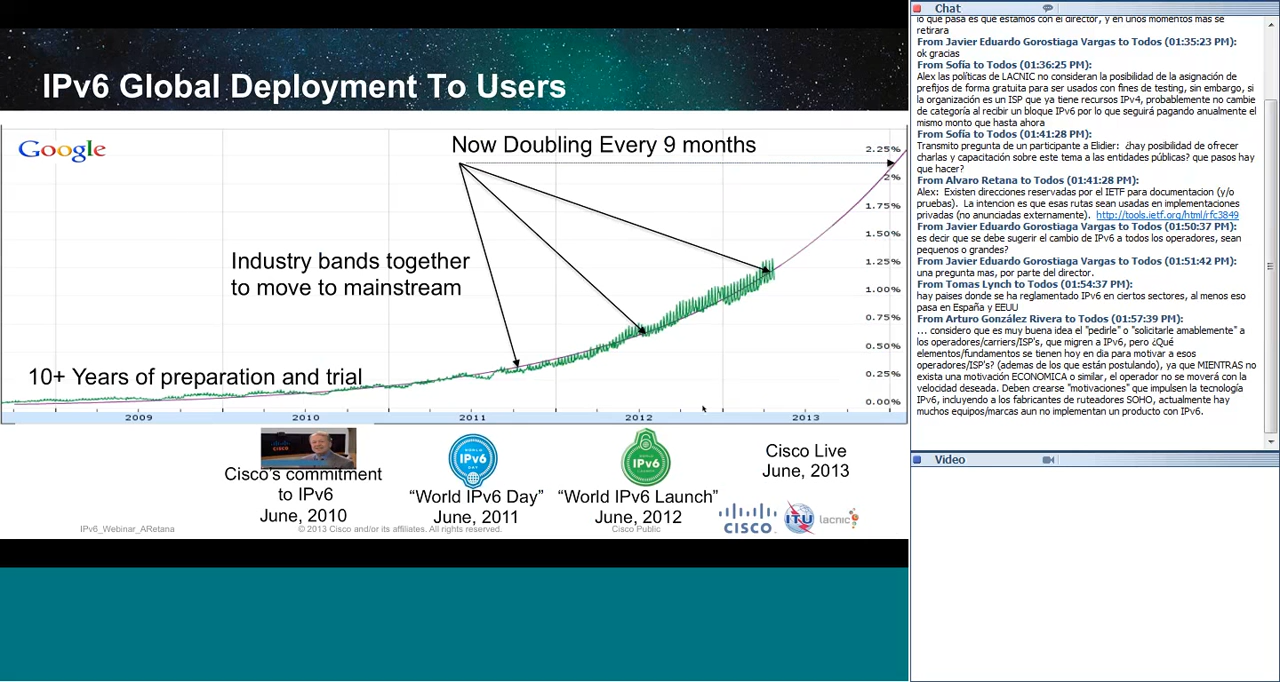 IPv6 Global Deployment To Users
Google
Now Doubling Every 9 months
2.25%
2%
1.75%
1.50%
1.25%
1.00%
0.75%
0.50%
0.25%
0.00%
Industry bands together
to move to mainstream
10+ Years of preparation and trial
2009
2010
2011
2012
2013
CISCO
Cisco's commitment
to IPv6
June, 2010
WORLD
IPv6
DAY
“World IPv6 Day”
June, 2011
WORLD
IPv6
LAUNCH
“World IPv6 Launch”
June, 2012
Cisco Live
June, 2013
IPv6_Webinar_ARetana
© 2013 Cisco and/or its affiliates. All rights reserved.
Cisco Public
CISCO
ITU
lacnic
Chat
lo que pasa es que estamos con el director, y en unos momentos mas se
retirara
From Javier Eduardo Gorostiaga Vargas to Todos (01:35:23 PM):
ok gracias
From Sofía to Todos (01:36:25 PM):
Alex las políticas de LACNIC no consideran la posibilidad de la asignación de
prefijos de forma gratuita para ser usados con fines de testing, sin embargo, si
la organización es un ISP que ya tiene recursos IPv4, probablemente no cambie
de categoría al recibir un bloque IPv6 por lo que seguirá pagando anualmente el
mismo monto que hasta ahora
From Sofía to Todos (01:41:28 PM):
Transmito pregunta de un participante a Elidier: ¿hay posibilidad de ofrecer
charlas y capacitación sobre este tema a las entidades públicas? que pasos hay
que hacer?
From Alvaro Retana to Todos (01:41:28 PM):
Alex: Existen direcciones reservadas por el IETF para documentacion (y/o
pruebas). La intencion es que esas rutas sean usadas en implementaciones
privadas (no anunciadas externamente). http://tools.ietf.org/html/rfc3849
From Javier Eduardo Gorostiaga Vargas to Todos (01:50:37 PM):
es decir que se debe sugerir el cambio de IPv6 a todos los operadores, sean
pequenos o grandes?
From Javier Eduardo Gorostiaga Vargas to Todos (01:51:42 PM):
una pregunta mas, por parte del director.
From Tomas Lynch to Todos (01:54:37 PM):
hay paises donde se ha reglamentado IPv6 en ciertos sectores, al menos eso
pasa en España y EEUU
From Arturo González Rivera to Todos (01:57:39 PM):
... considero que es muy buena idea el "pedirle" o "solicitarle amablemente" a
los operadores/carriers/ISP's, que migren a IPv6, pero ¿Qué
elementos/fundamentos se tienen hoy en dia para motivar a esos
operadores/ISP's? (ademas de los que están postulando), ya que MIENTRAS no
exista una motivación ECONOMICA o similar, el operador no se moverá con la
velocidad deseada. Deben crearse "motivaciones" que impulsen la tecnología
IPv6, incluyendo a los fabricantes de ruteadores SOHO, actualmente hay
muchos equipos/marcas aun no implementan un producto con IPv6.
Video